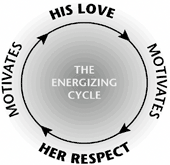 HIS LOVE
MOTIVATES
THE
ENERGIZING
CYCLE
MOTIVATES
HER RESPECT